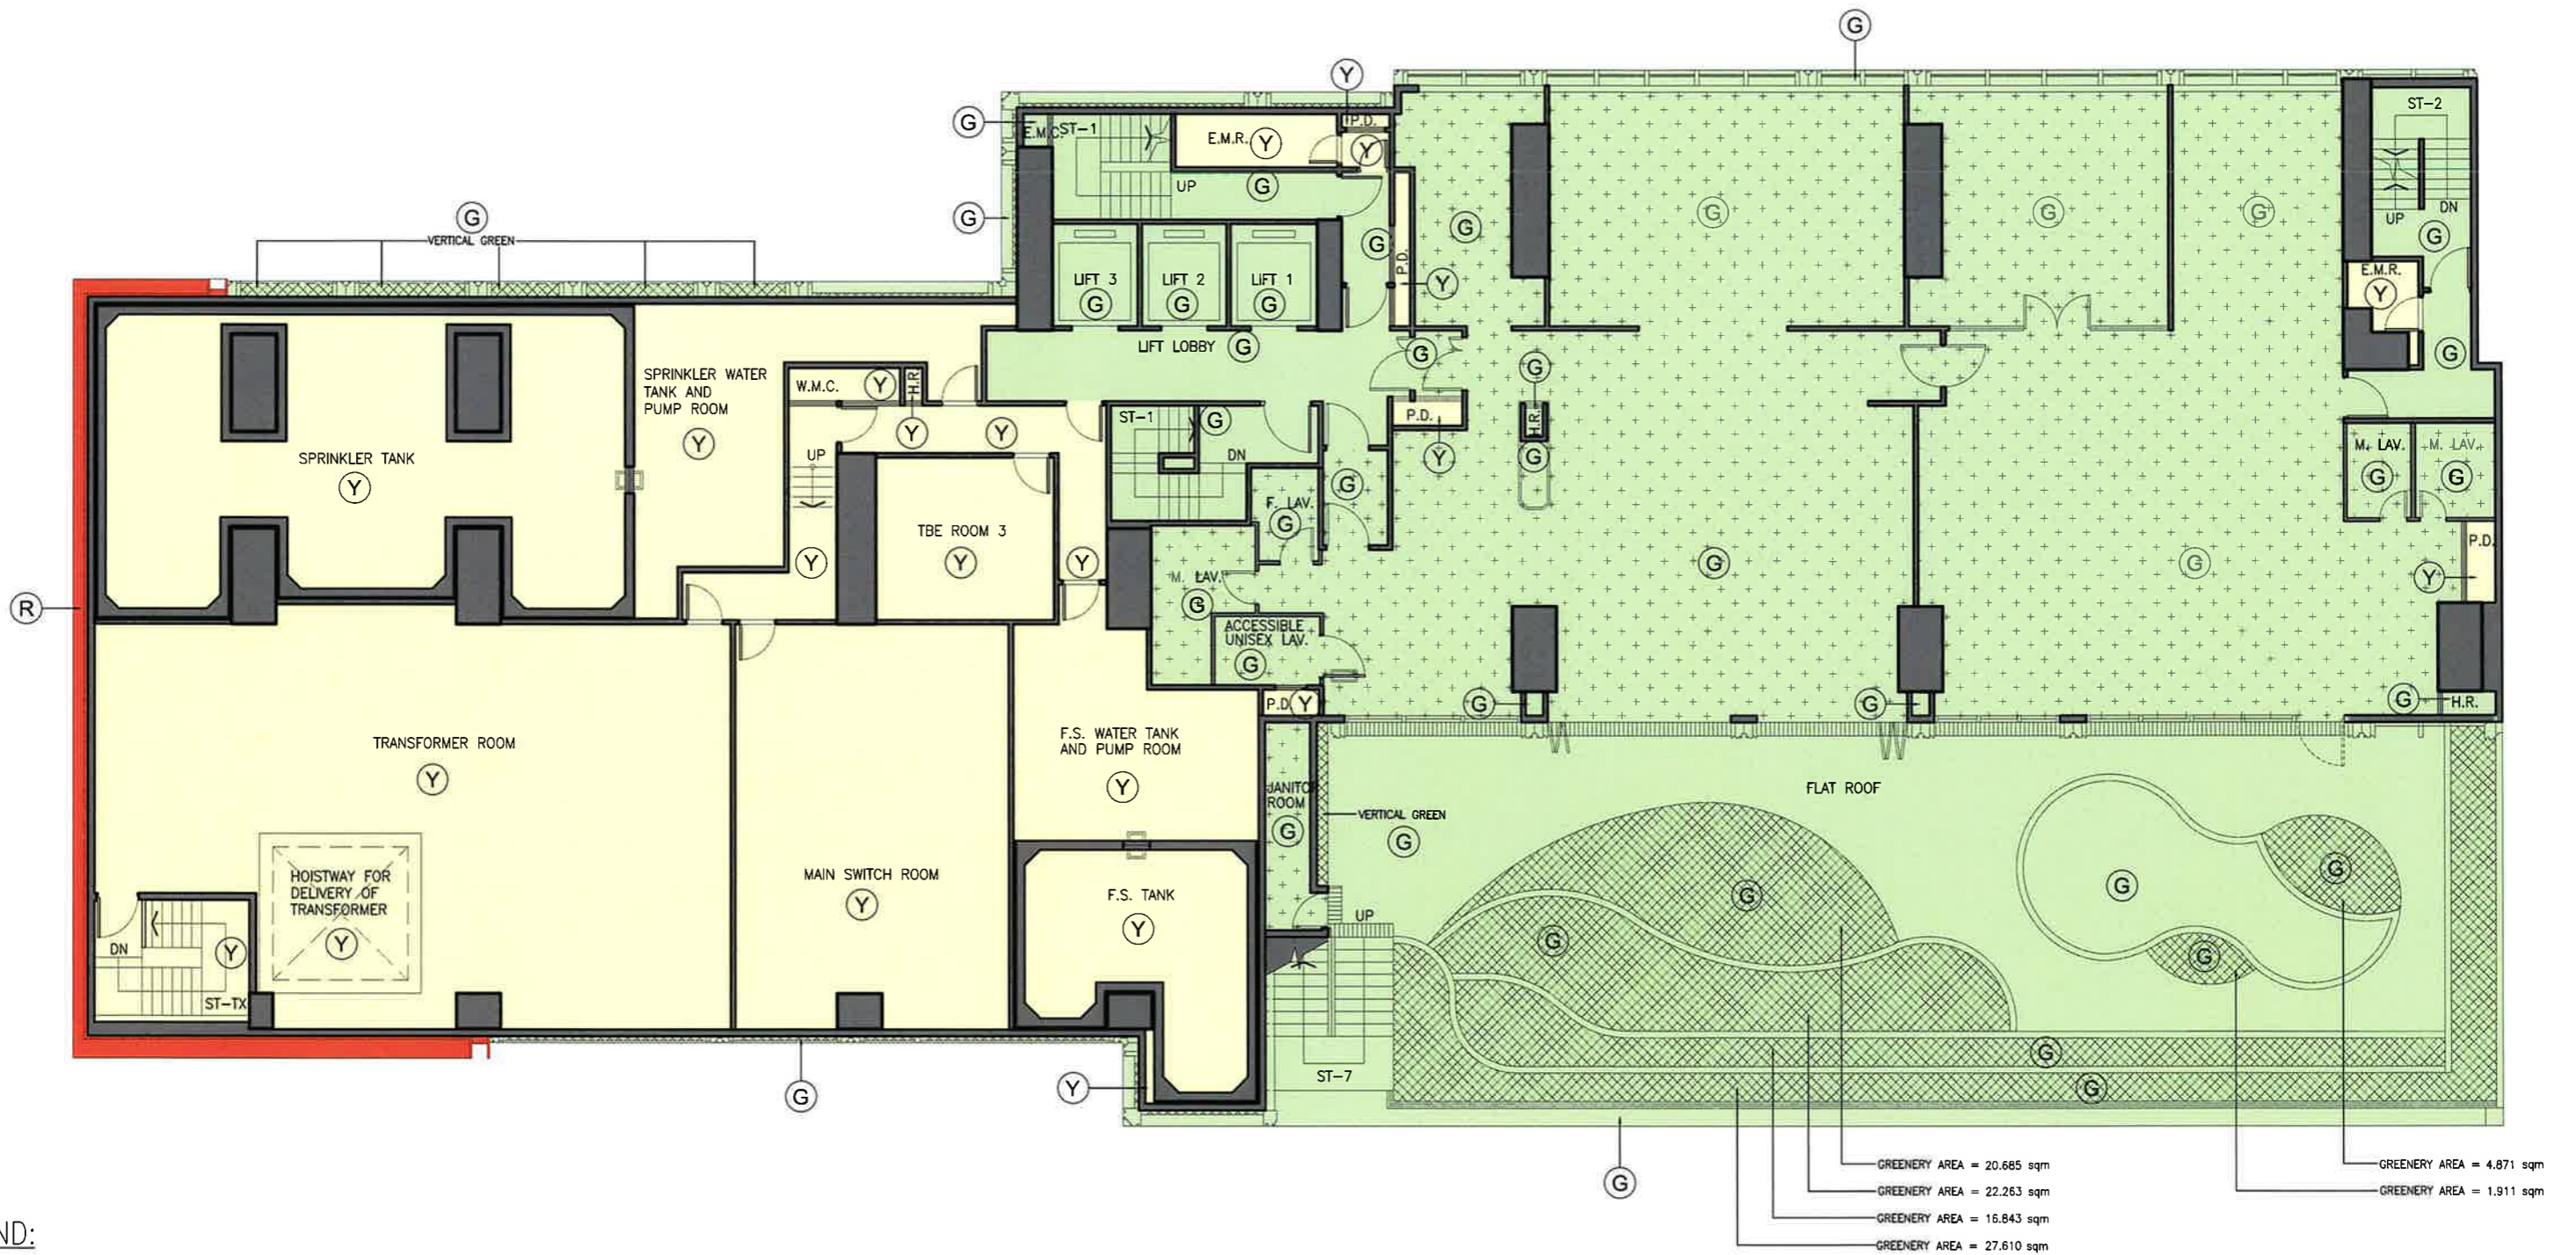 G
Y
G
E.M.C.
ST-1
E.M.R.
Y
P.D.
Y
UP
G
G
G
VERTICAL GREEN
LIFT 3
G
LIFT 2
G
LIFT 1
G
G
P.D.
Y
G
G
G
G
ST-2
UP
DN
G
E.M.R.
Y
G
LIFT LOBBY
G
G
SPRINKLER WATER
TANK AND
PUMP ROOM
Y
W.M.C.
Y
H.R.
Y
Y
SPRINKLER TANK
Y
UP
Y
TBE ROOM 3
Y
Y
ST-1
G
DN
F. LAV.
G
G
P.D.
Y
G
H.R.
G
G
G
M. LAV.
G
M. LAV.
G
P.D.
Y
R
M. LAV.
G
ACCESSIBLE
UNISEX LAV.
G
P.D.
Y
G
G
G
H.R.
TRANSFORMER ROOM
Y
F.S. WATER TANK
AND PUMP ROOM
Y
JANITOR
ROOM
G
VERTICAL GREEN
G
FLAT ROOF
HOISTWAY FOR
DELIVERY OF
TRANSFORMER
Y
MAIN SWITCH ROOM
Y
F.S. TANK
Y
DN
Y
ST-TX
UP
G
G
G
G
G
ST-7
G
G
G
Y
G
GREENERY AREA = 20.685 sqm
GREENERY AREA = 22.263 sqm
GREENERY AREA = 16.843 sqm
GREENERY AREA = 27.610 sqm
GREENERY AREA = 4.871 sqm
GREENERY AREA = 1.911 sqm
ND: